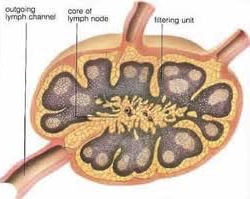 outgoing
lymph channel
core of
lymph node
filtering unit